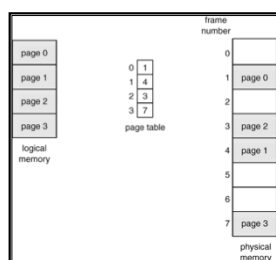 frame
number
page 0
page 1
page 2
page 3
logical
memory
0 1
1 4
2 3
3 7
page table
0
1 page 0
2
3 page 2
4 page 1
5
6
7 page 3
physical
memory